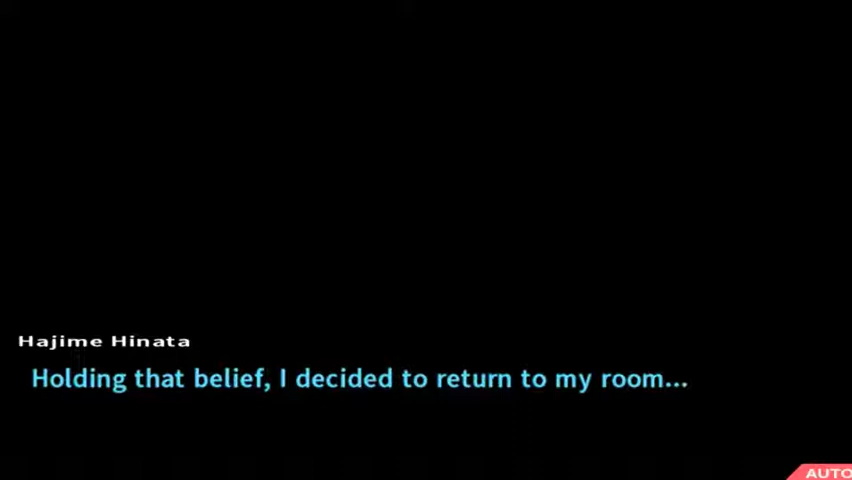 Hajime Hinata
Holding that belief, I decided to return to my room...
AUTO